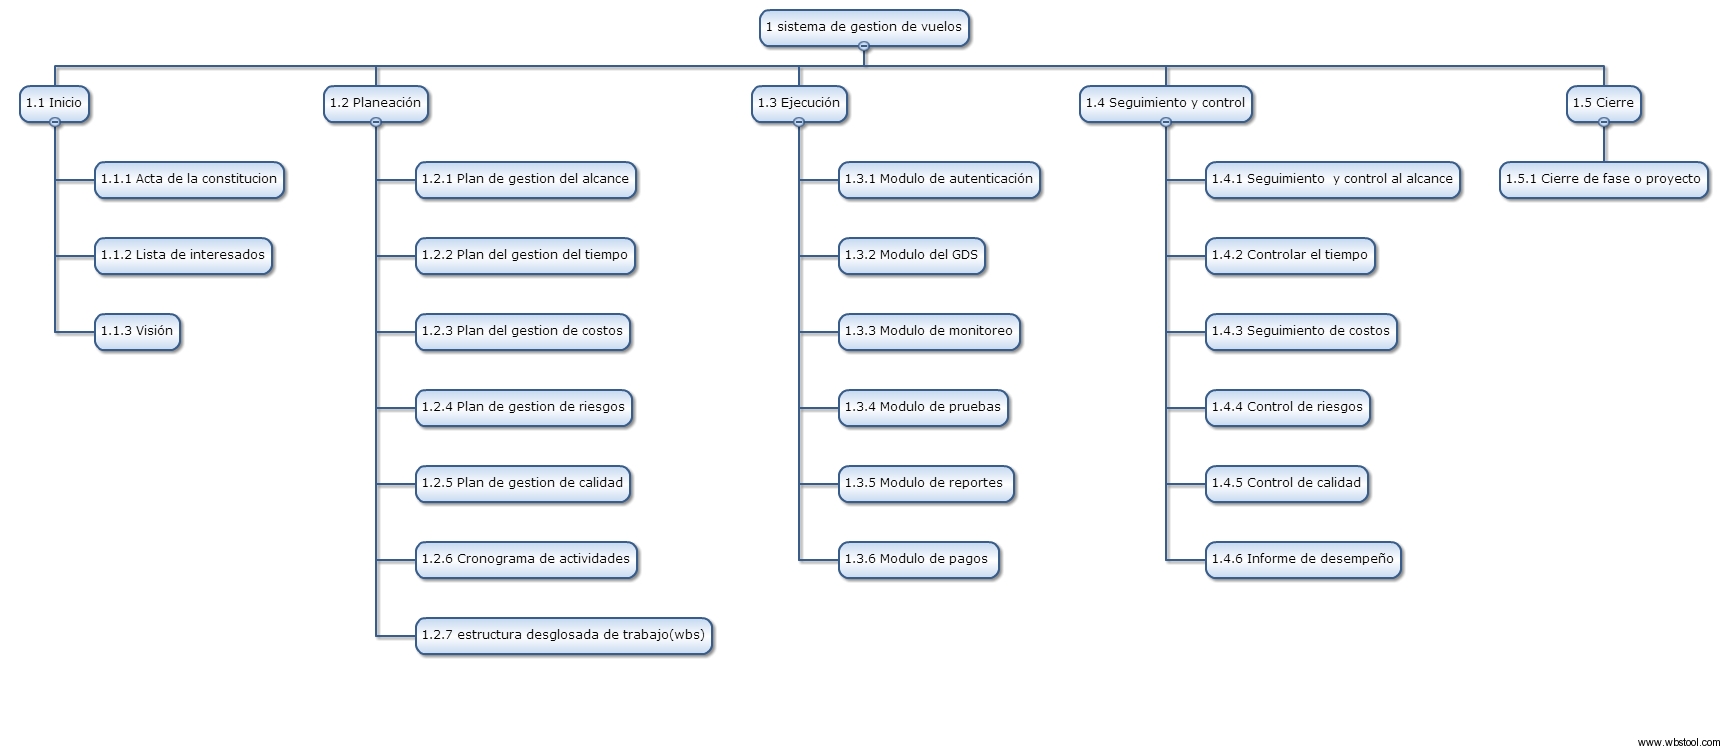 1 sistema de gestion de vuelos
1.1 Inicio
1.2 Planeación
1.3 Ejecución
1.4 Seguimiento y control
1.5 Cierre
1.1.1 Acta de la constitucion
1.2.1 Plan de gestion del alcance
1.3.1 Modulo de autenticación
1.4.1 Seguimiento  y control al alcance
1.5.1 Cierre de fase o proyecto
1.1.2 Lista de interesados
1.2.2 Plan del gestion del tiempo
1.3.2 Modulo del GDS
1.4.2 Controlar el tiempo
1.1.3 Visión
1.2.3 Plan del gestion de costos
1.3.3 Modulo de monitoreo
1.4.3 Seguimiento de costos
1.2.4 Plan de gestion de riesgos
1.3.4 Modulo de pruebas
1.4.4 Control de riesgos
1.2.5 Plan de gestion de calidad
1.3.5 Modulo de reportes
1.4.5 Control de calidad
1.2.6 Cronograma de actividades
1.3.6 Modulo de pagos
1.4.6 Informe de desempeño
1.2.7 estructura desglosada de trabajo(wbs)
www.wbstool.com